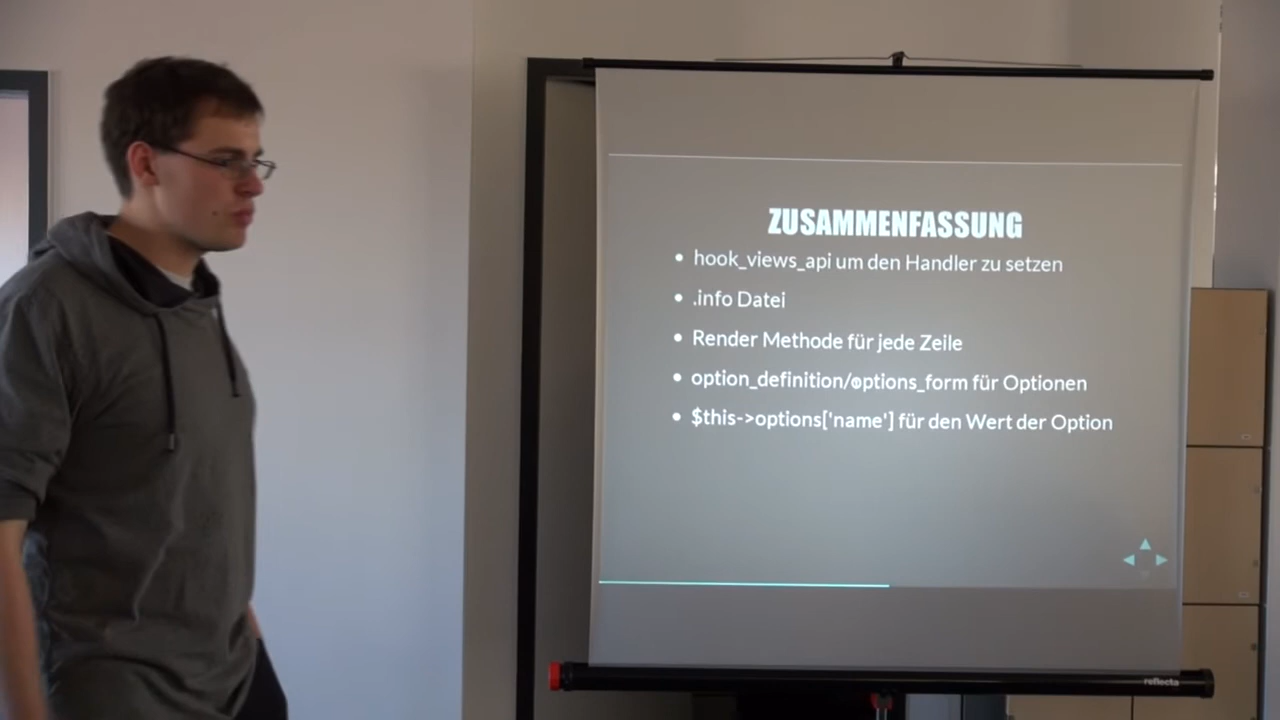 ZUSAMMENFASSUNG
hook_views_api um den Handler zu setzen
.info Datei
Render Methode für jede Zeile
option_definition/options_form für Optionen
$this->options['name'] für den Wert der Option
reflecta